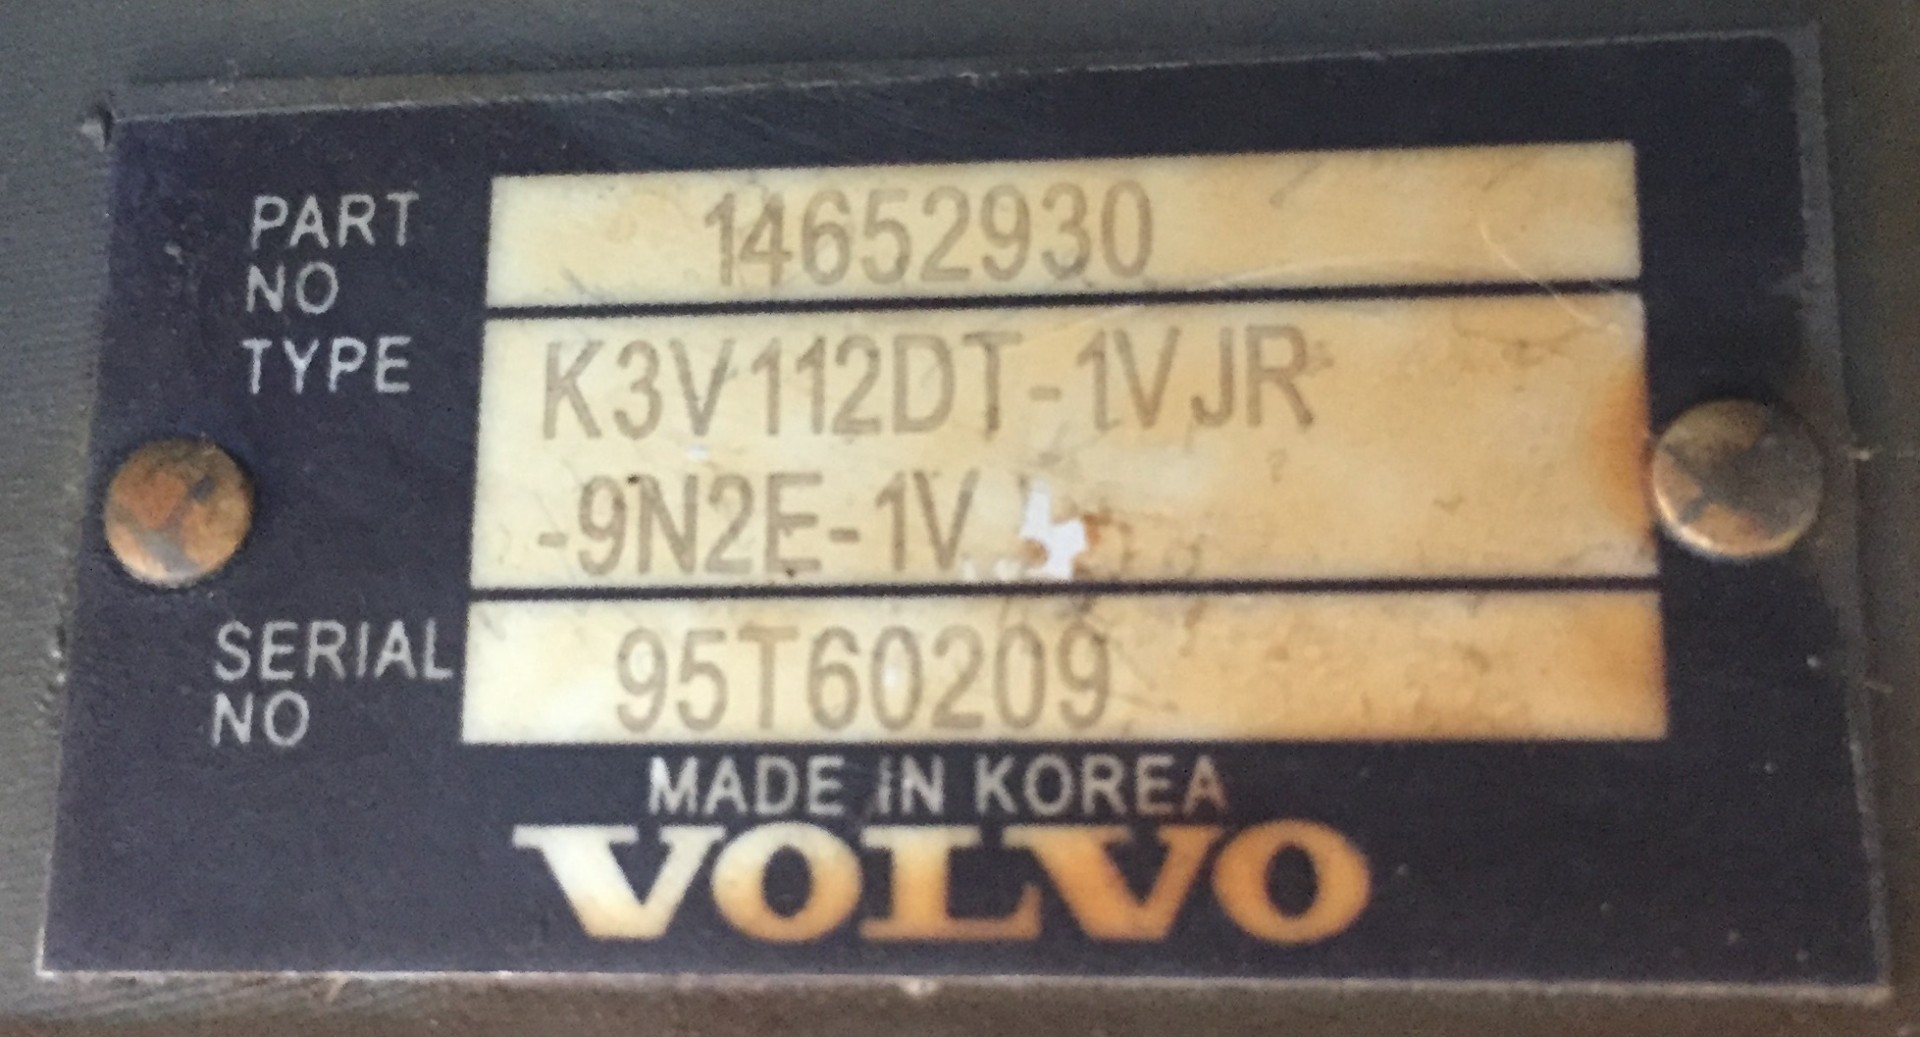 PART NO 14652930
TYPE K3V112DT-1VJR
-9N2E-1V
SERIAL NO 95T60209
MADE IN KOREA
VOLVO